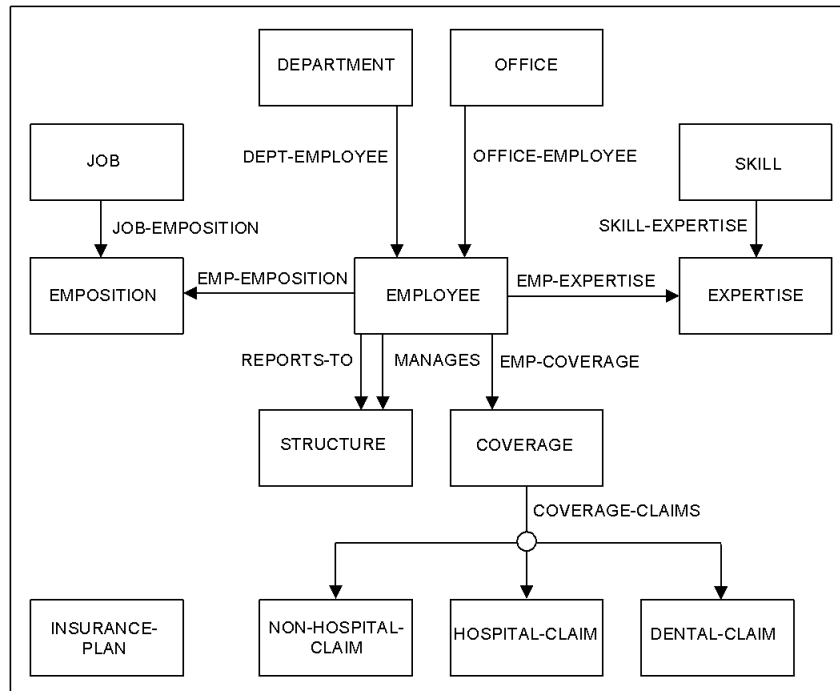 DEPARTMENT
OFFICE
JOB
DEPT-EMPLOYEE
OFFICE-EMPLOYEE
SKILL
JOB-EMPOSITION
SKILL-EXPERTISE
EMPOSITION
EMP-EMPOSITION
EMPLOYEE
EMP-EXPERTISE
EXPERTISE
REPORTS-TO
MANAGES
EMP-COVERAGE
STRUCTURE
COVERAGE
COVERAGE-CLAIMS
INSURANCE-
PLAN
NON-HOSPITAL-
CLAIM
HOSPITAL-CLAIM
DENTAL-CLAIM